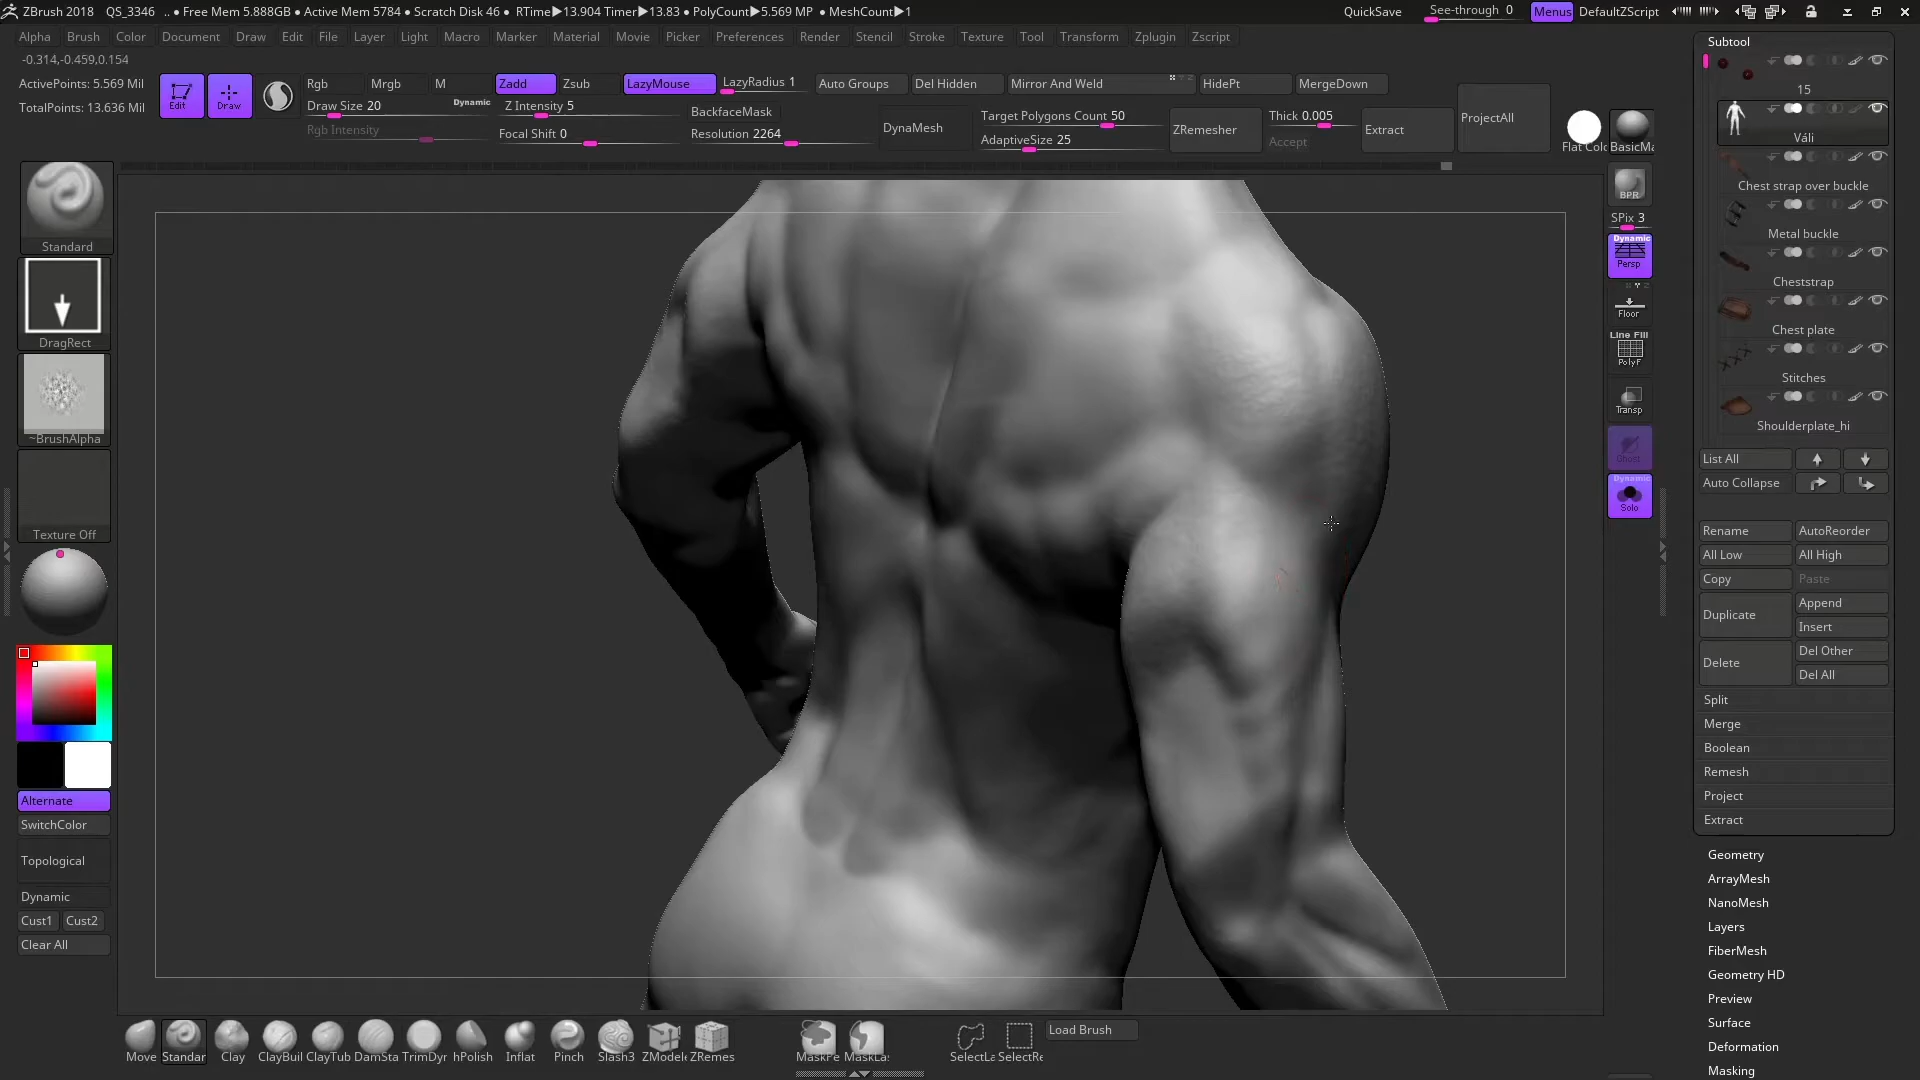 ZBrush 2018 QS_3346 .. ● Free Mem 5.888GB ● Active Mem 5784 ● Scratch Disk 46 ● RTime▶13.904 Timer▶13.83 ● PolyCount▶5.569 MP ● MeshCount▶1 QuickSave See-through 0 Menus DefaultZScript
Alpha Brush Color Document Draw Edit File Layer Light Macro Marker Material Movie Picker Preferences Render Stencil Stroke Texture Tool Transform Zplugin Zscript
-0.314,-0.459,0.154
ActivePoints: 5.569 Mil
TotalPoints: 13.636 Mil
Edit
Draw
Rgb Mrgb M Zadd Zsub LazyMouse LazyRadius 1 Auto Groups Del Hidden Mirror And Weld HidePt MergeDown
Draw Size 20 Dynamic Z Intensity 5 BackfaceMask
Rgb Intensity Focal Shift 0 Resolution 2264
DynaMesh
Target Polygons Count 50
AdaptiveSize 25
ZRemesher
Thick 0.005
Accept
Extract
ProjectAll
Flat Colo BasicMa
Standard
DragRect
~BrushAlpha
Texture Off
Alternate
SwitchColor
Topological
Dynamic
Cust1 Cust2
Clear All
BPR
SPix 3
Dynamic
Persp
Floor
Line Fill
PolyF
Transp
Ghost
Dynamic
Solo
Subtool
15
Váli
Chest strap over buckle
Metal buckle
Cheststrap
Chest plate
Stitches
Shoulderplate_hi
List All
Auto Collapse
Rename AutoReorder
All Low All High
Copy Paste
Duplicate Append
Insert
Delete Del Other
Del All
Split
Merge
Boolean
Remesh
Project
Extract
Geometry
ArrayMesh
NanoMesh
Layers
FiberMesh
Geometry HD
Preview
Surface
Deformation
Masking
Move Standar Clay ClayBuil ClayTub DamSta TrimDyr hPolish Inflat Pinch Slash3 ZModele ZRemes MaskPe MaskLas SelectLa SelectRe Load Brush